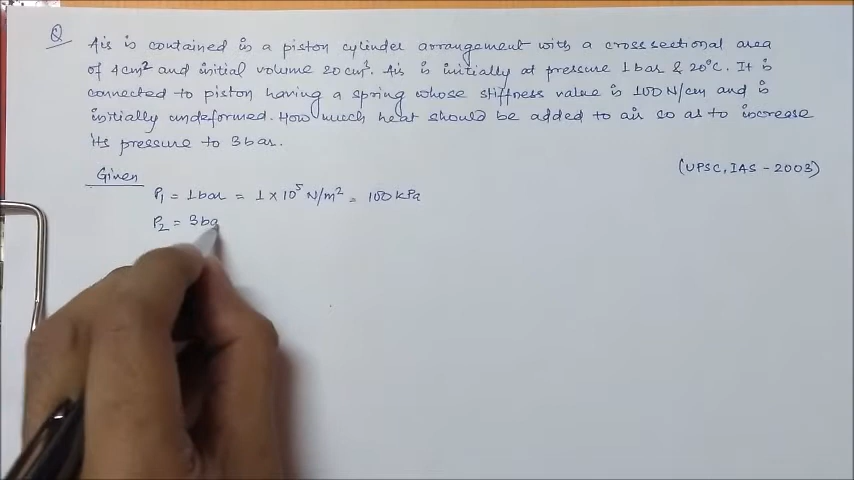 Q Air is contained in a piston cylinder arrangement with a cross sectional area
of 4cm² and initial volume 20cm³. Air is initially at pressure 1 bar & 20°C. It is
connected to piston having a spring whose stiffness value is 100 N/cm and is
initially undeformed. How much heat should be added to air so as to increase
its pressure to 3bar.
(UPSC, IAS - 2003)
Given
P₁ = 1bar = 1 × 10⁵ N/m² = 100 kPa
P₂ = 3ba